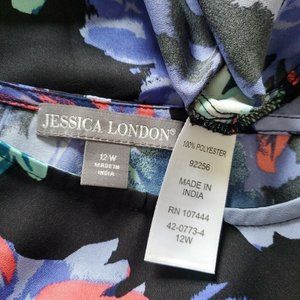 JESSICA LONDON®
12 W
MADE IN
INDIA
100% POLYESTER
92256
MADE IN
INDIA
RN 107444
42-0773-4
12W